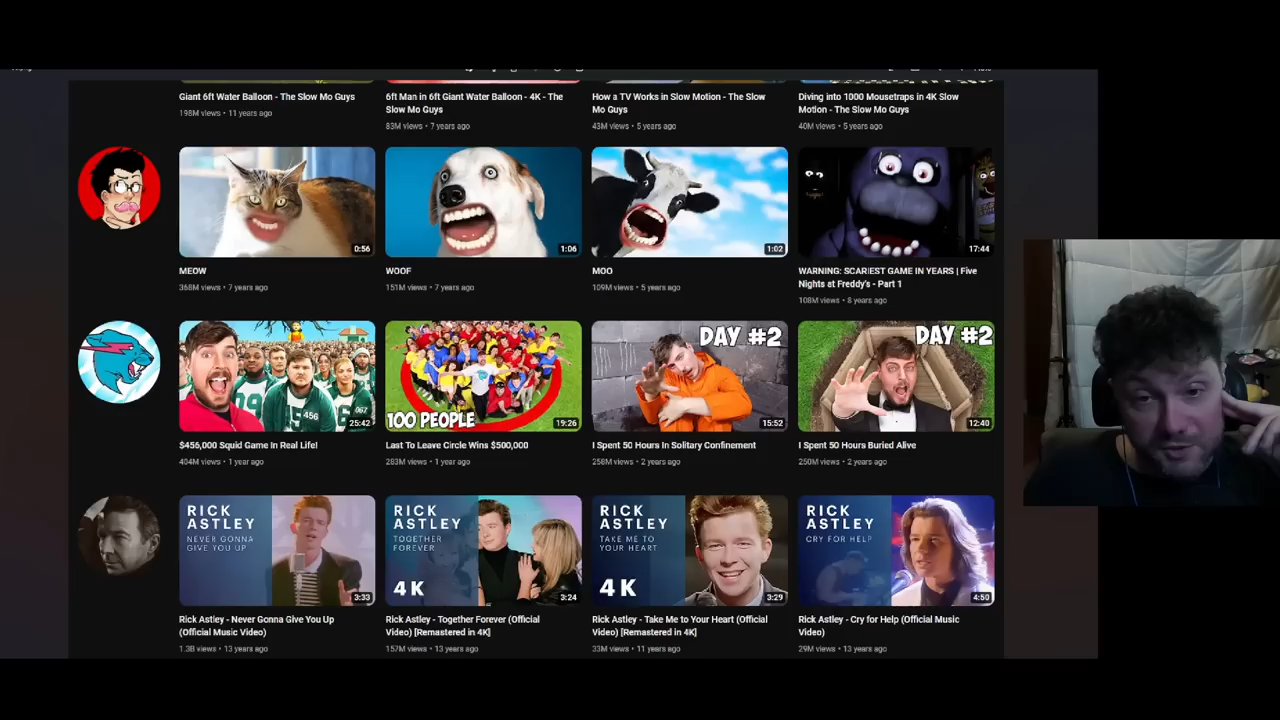 Giant 6ft Water Balloon - The Slow Mo Guys
198M views • 11 years ago
6ft Man in 6ft Giant Water Balloon - 4K - The
Slow Mo Guys
83M views • 7 years ago
How a TV Works in Slow Motion - The Slow
Mo Guys
43M views • 5 years ago
Diving into 1000 Mousetraps in 4K Slow
Motion - The Slow Mo Guys
40M views • 5 years ago
0:56
MEOW
368M views • 7 years ago
1:06
WOOF
151M views • 7 years ago
1:02
MOO
109M views • 5 years ago
17:44
WARNING: SCARIEST GAME IN YEARS | Five
Nights at Freddy's - Part 1
108M views • 8 years ago
456
067
25:42
$456,000 Squid Game In Real Life!
404M views • 1 year ago
100 PEOPLE
19:26
Last To Leave Circle Wins $500,000
283M views • 1 year ago
DAY #2
15:52
I Spent 50 Hours In Solitary Confinement
258M views • 2 years ago
DAY #2
12:40
I Spent 50 Hours Buried Alive
250M views • 2 years ago
RICK
ASTLEY
NEVER GONNA
GIVE YOU UP
3:33
Rick Astley - Never Gonna Give You Up
(Official Music Video)
1.3B views • 13 years ago
RICK
ASTLEY
TOGETHER
FOREVER
4K
3:24
Rick Astley - Together Forever (Official
Video) [Remastered in 4K]
157M views • 13 years ago
RICK
ASTLEY
TAKE ME TO
YOUR HEART
4K
3:29
Rick Astley - Take Me to Your Heart (Official
Video) [Remastered in 4K]
33M views • 11 years ago
RICK
ASTLEY
CRY FOR HELP
4:50
Rick Astley - Cry for Help (Official Music
Video)
29M views • 13 years ago